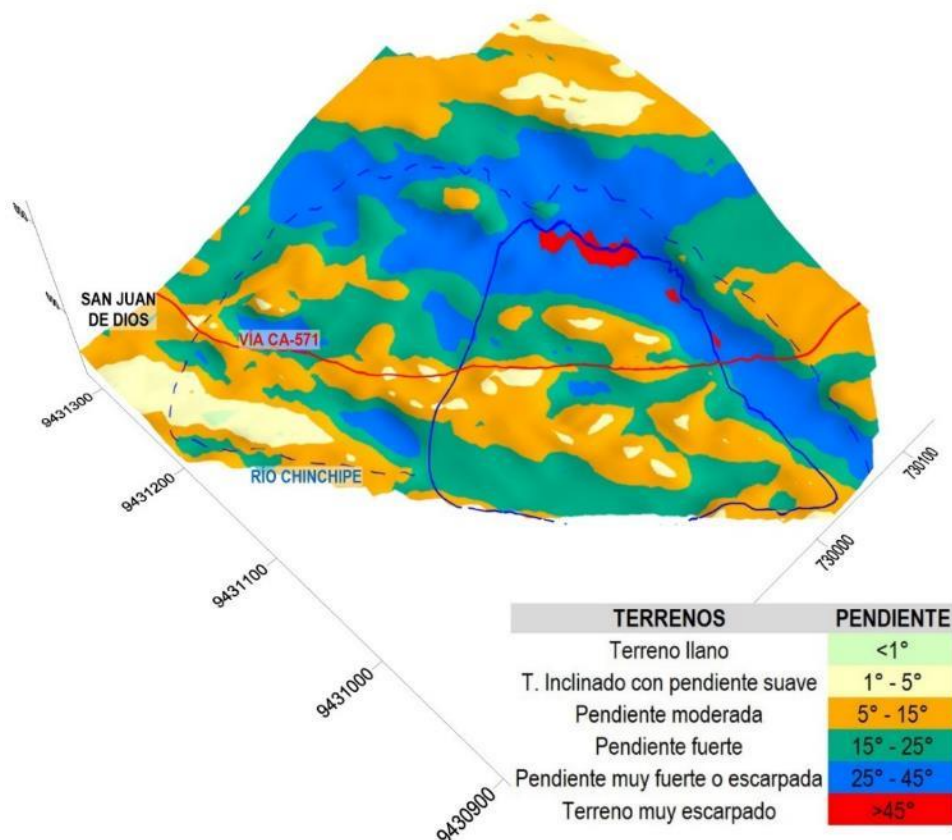 SAN JUAN
DE DIOS
VIA CA-571
RIO CHINCHIPE
9431300
9431200
9431100
9431000
9430900
730000
730100
TERRENOS PENDIENTE
Terreno llano <1°
T. Inclinado con pendiente suave 1° - 5°
Pendiente moderada 5° - 15°
Pendiente fuerte 15° - 25°
Pendiente muy fuerte o escarpada 25° - 45°
Terreno muy escarpado >45°